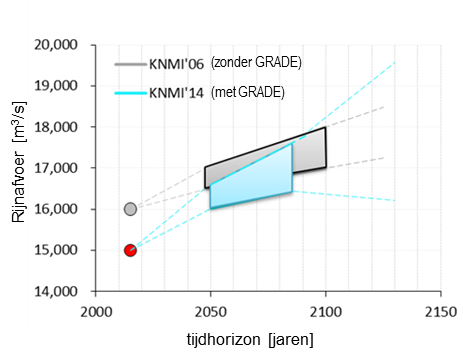 20,000
19,000
18,000
17,000
16,000
15,000
14,000
Rijnafvoer [m³/s]
KNMI'06 (zonder GRADE)
KNMI'14 (met GRADE)
2000 2050 2100 2150
tijdhorizon [jaren]